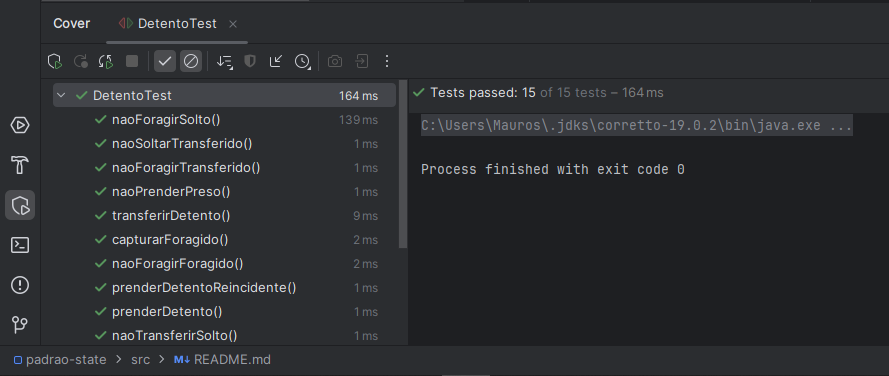 Cover DetentoTest
DetentoTest 164 ms
naoForagirSolto() 139 ms
naoSoltarTransferido() 1 ms
naoForagirTransferido() 1 ms
naoPrenderPreso() 1 ms
transferirDetento() 9 ms
capturarForagido() 2 ms
naoForagirForagido() 2 ms
prenderDetentoReincidente() 1 ms
prenderDetento() 1 ms
naoTransferirSolto() 1 ms
Tests passed: 15 of 15 tests – 164 ms
C:\Users\Mauros\.jdks\corretto-19.0.2\bin\java.exe ...
Process finished with exit code 0
padrao-state > src > M↓ README.md